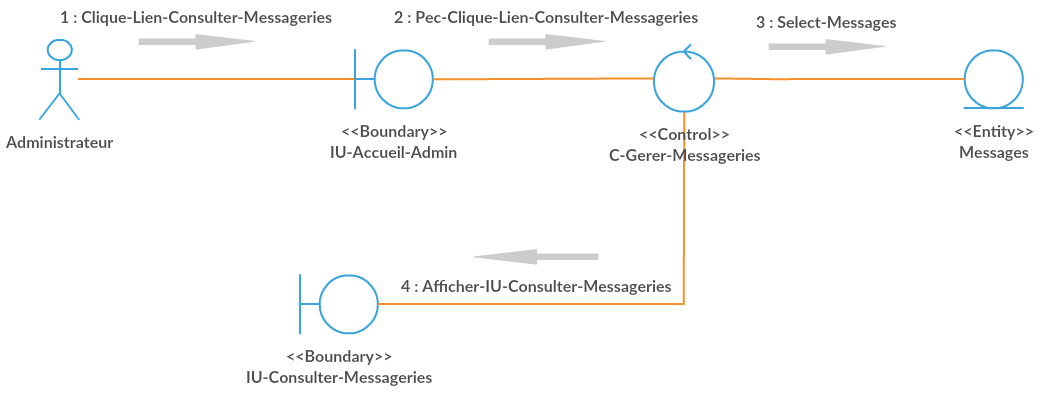 1 : Clique-Lien-Consulter-Messageries
2 : Pec-Clique-Lien-Consulter-Messageries
3 : Select-Messages
Administrateur
<<Boundary>>
IU-Accueil-Admin
<<Control>>
C-Gerer-Messageries
<<Entity>>
Messages
4 : Afficher-IU-Consulter-Messageries
<<Boundary>>
IU-Consulter-Messageries